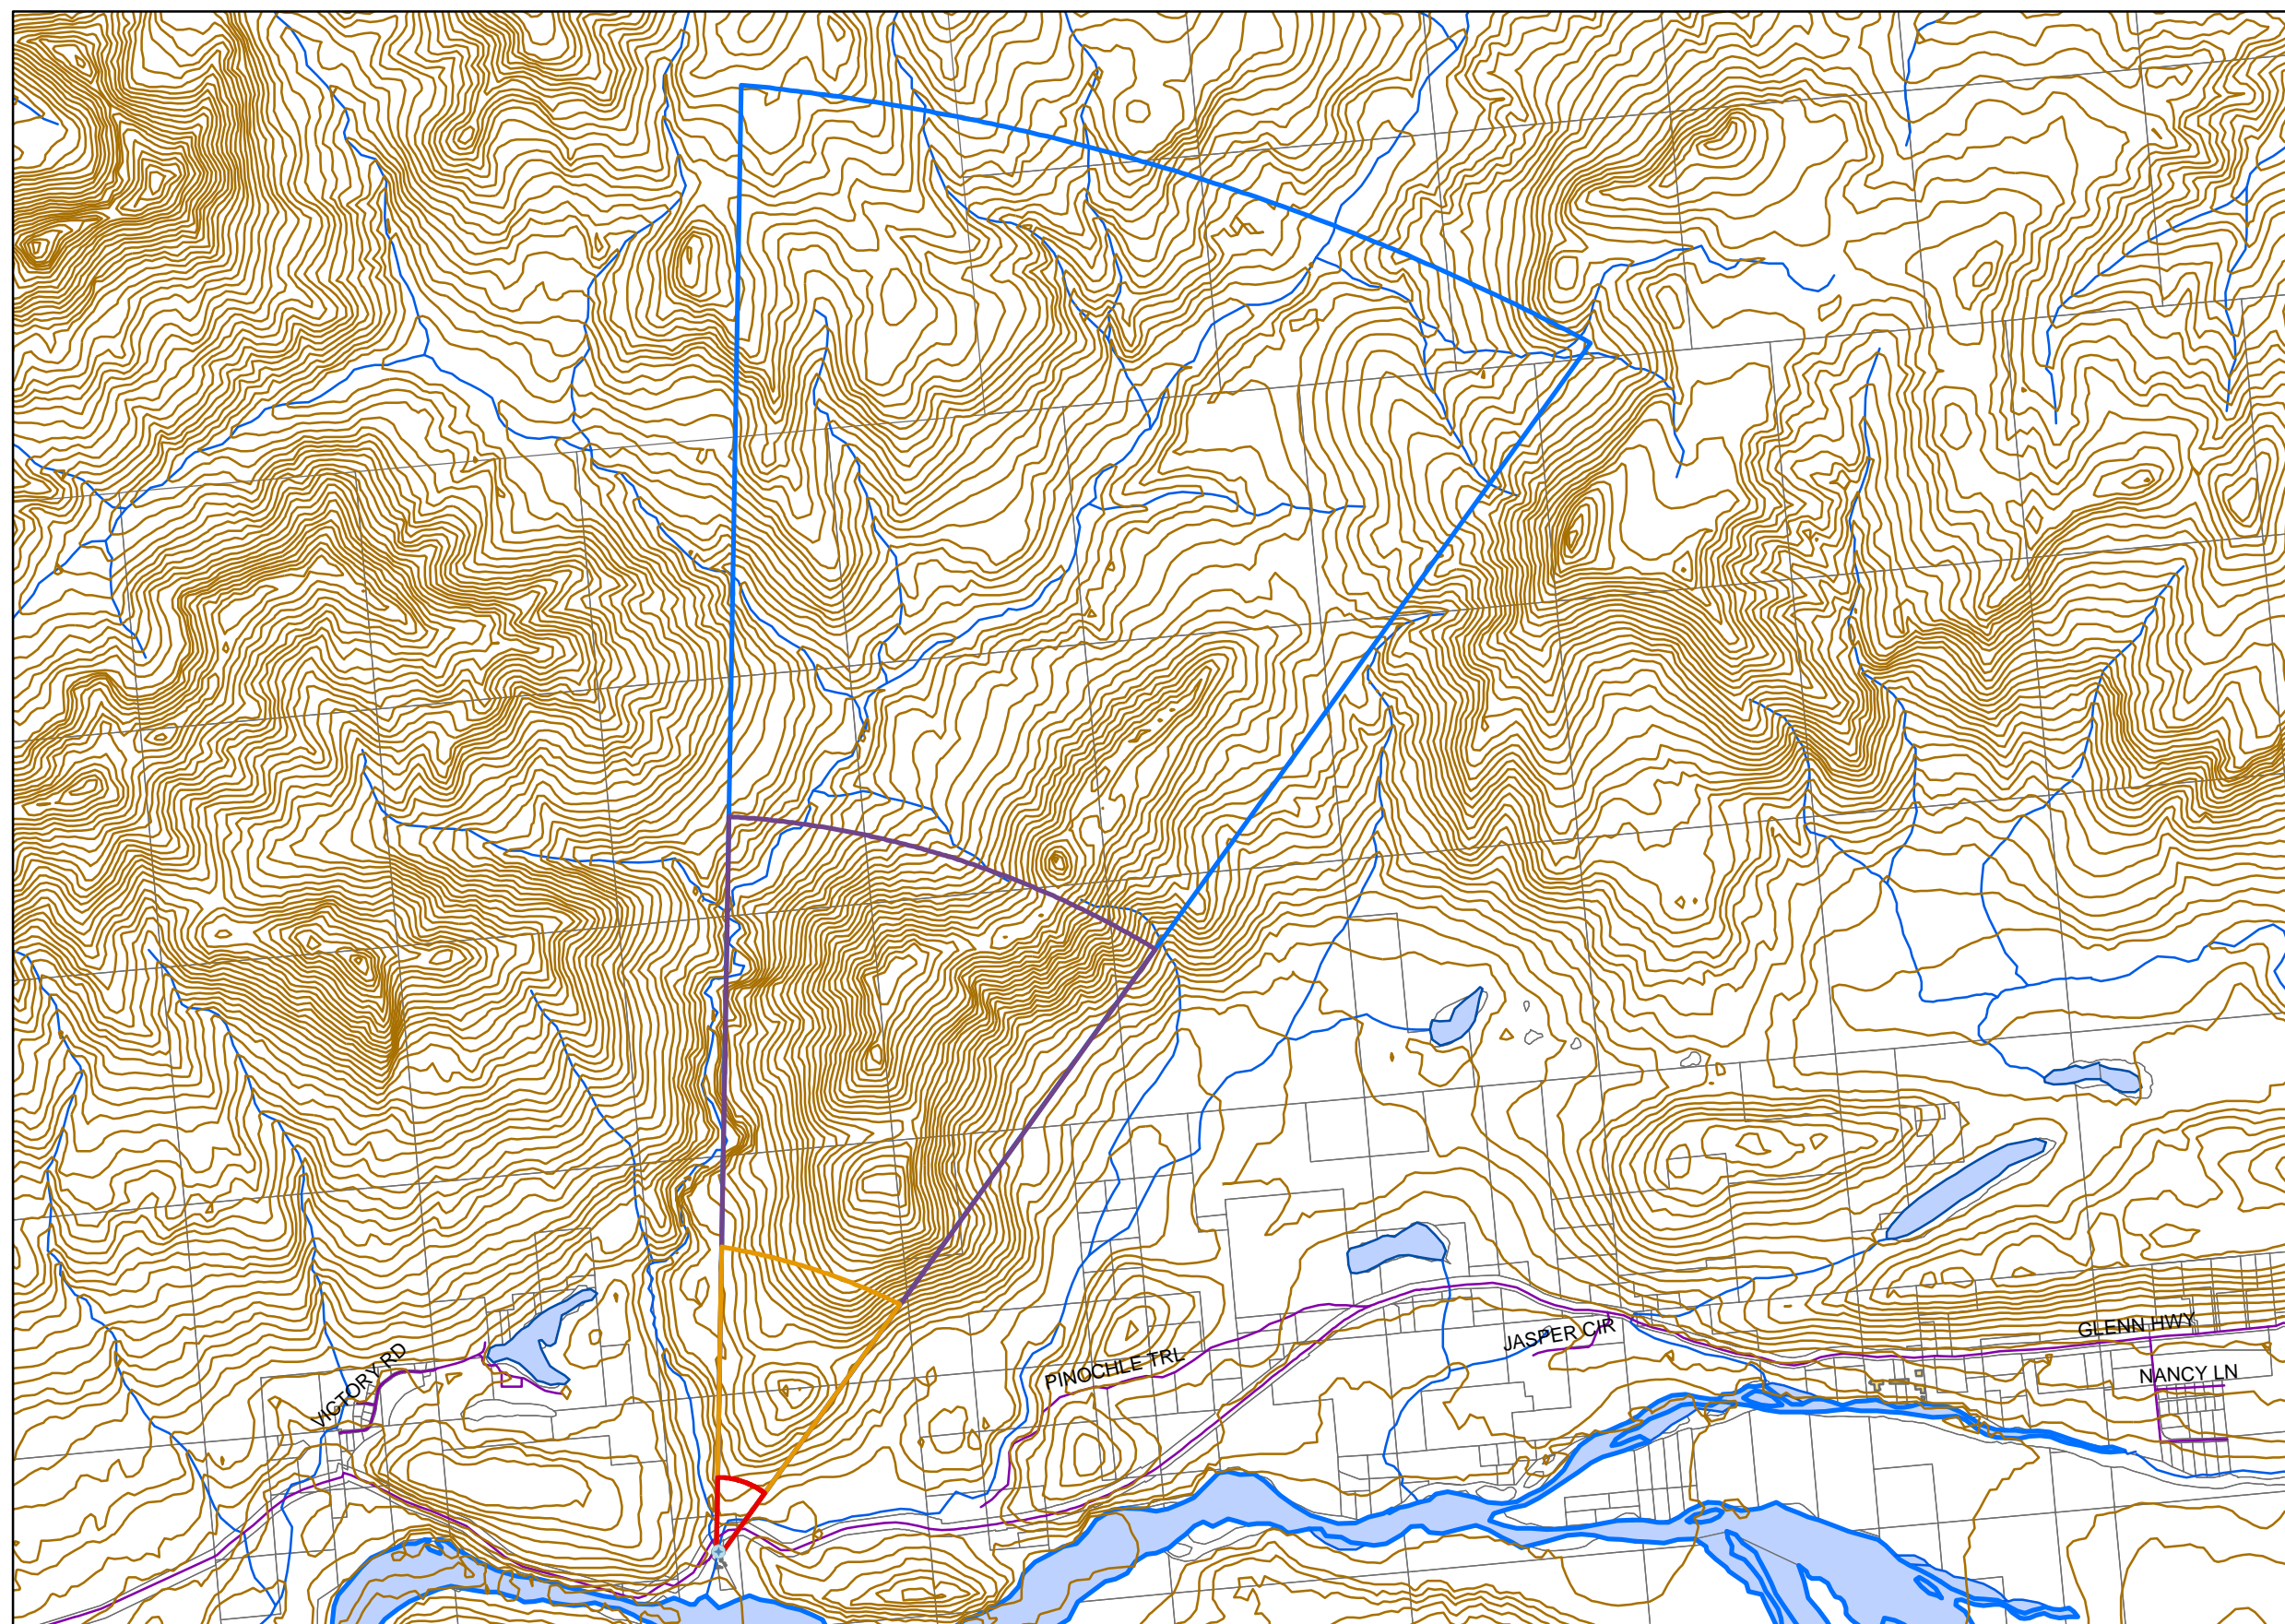 GLENN HWY
JASPER CIR
VICTORY RD
PINOCHLE TRL
NANCY LN